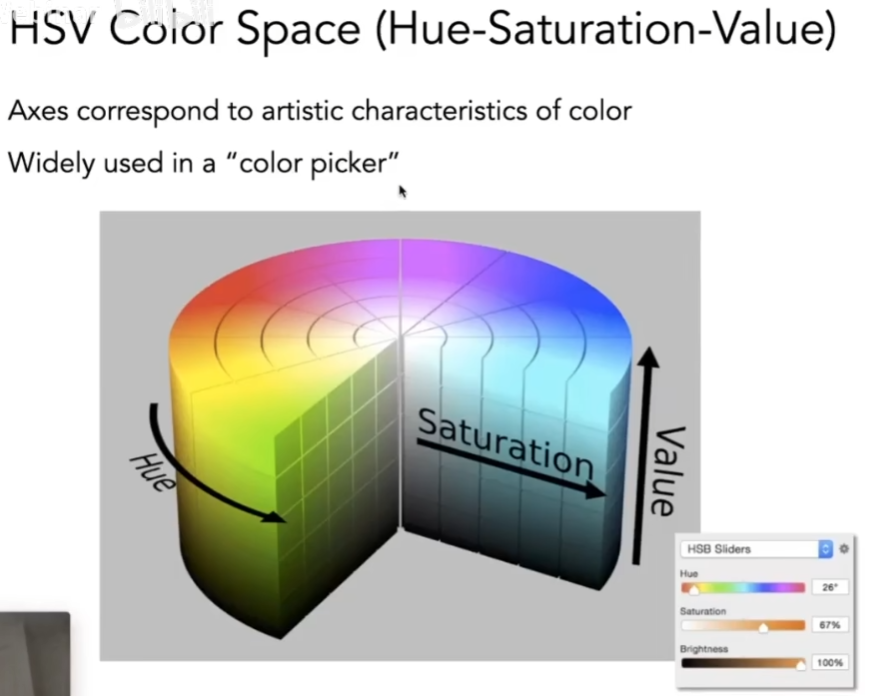 HSV Color Space (Hue-Saturation-Value)
Axes correspond to artistic characteristics of color
Widely used in a “color picker”
Hue
Saturation
Value
HSB Sliders
Hue
26°
Saturation
67%
Brightness
100%